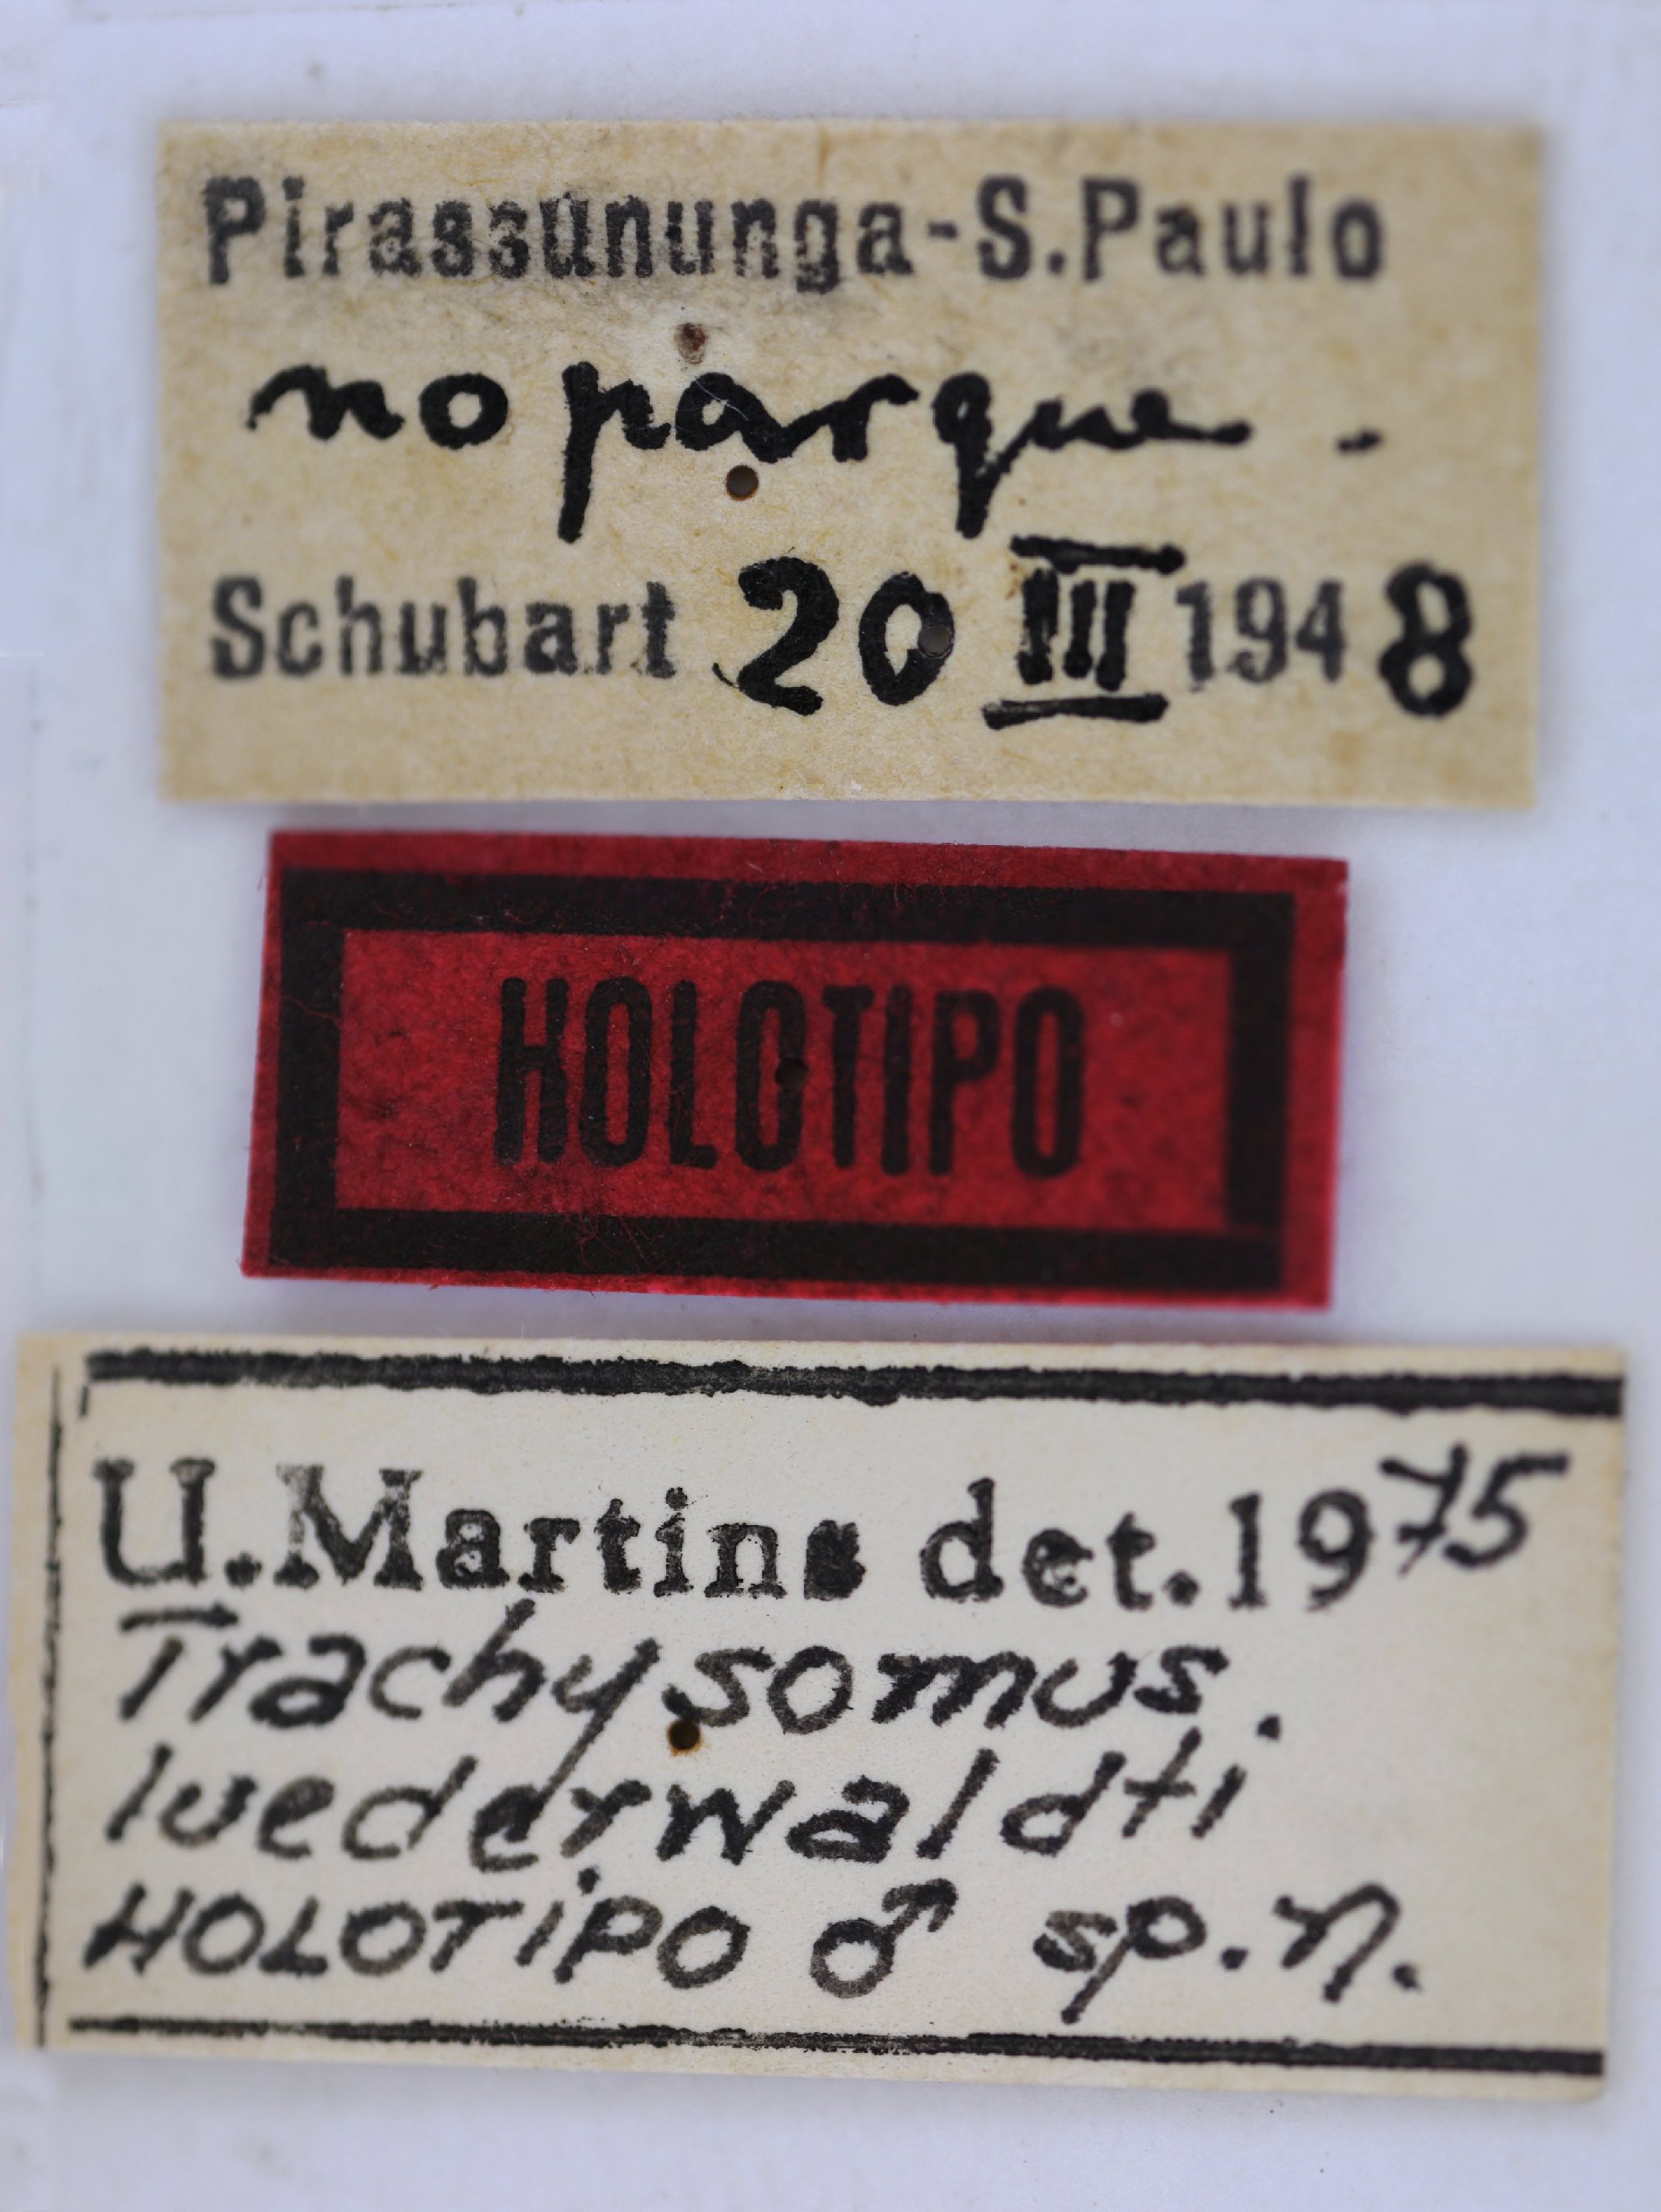 Pirassununga-S.Paulo
no parque.
Schubart 20 III 1948
HOLOTIPO
U.Martins det.1975
Trachysomus
luederwaldti
HOLOTIPO ♂ sp.n.